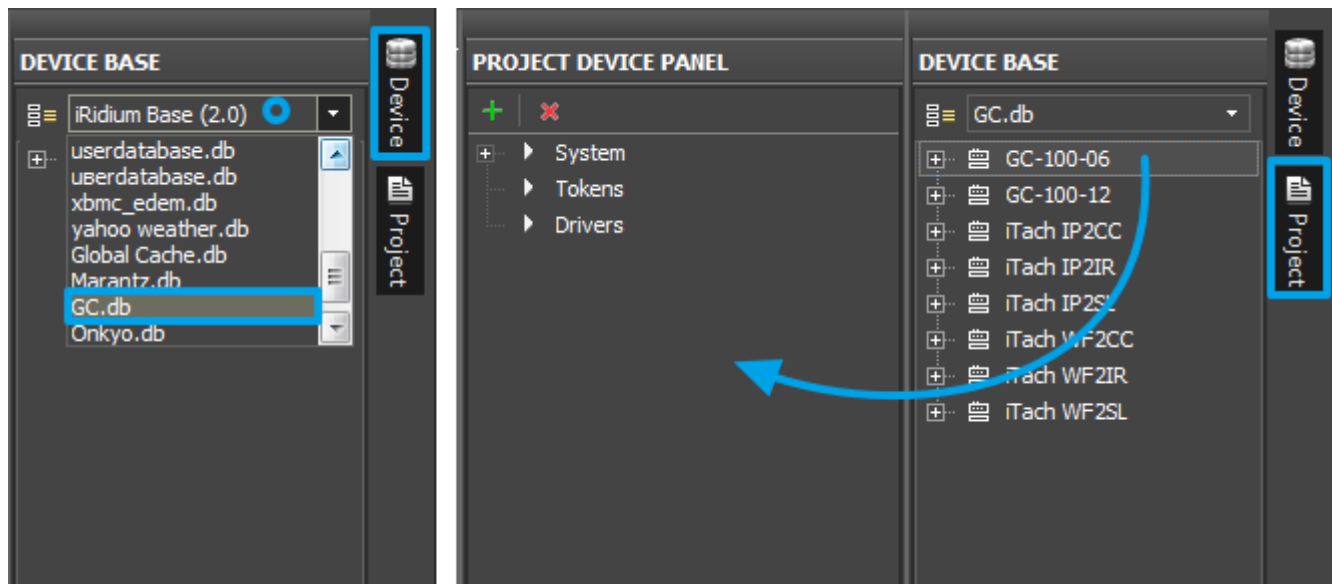 DEVICE BASE
iRidium Base (2.0)
userdatabase.db
uвerdatabase.db
xbmc_edem.db
yahoo weather.db
Global Cache.db
Marantz.db
GC.db
Onkyo.db
Device
Project
PROJECT DEVICE PANEL
System
Tokens
Drivers
DEVICE BASE
GC.db
GC-100-06
GC-100-12
iTach IP2CC
iTach IP2IR
iTach IP2SL
iTach WF2CC
iTach WF2IR
iTach WF2SL
Device
Project